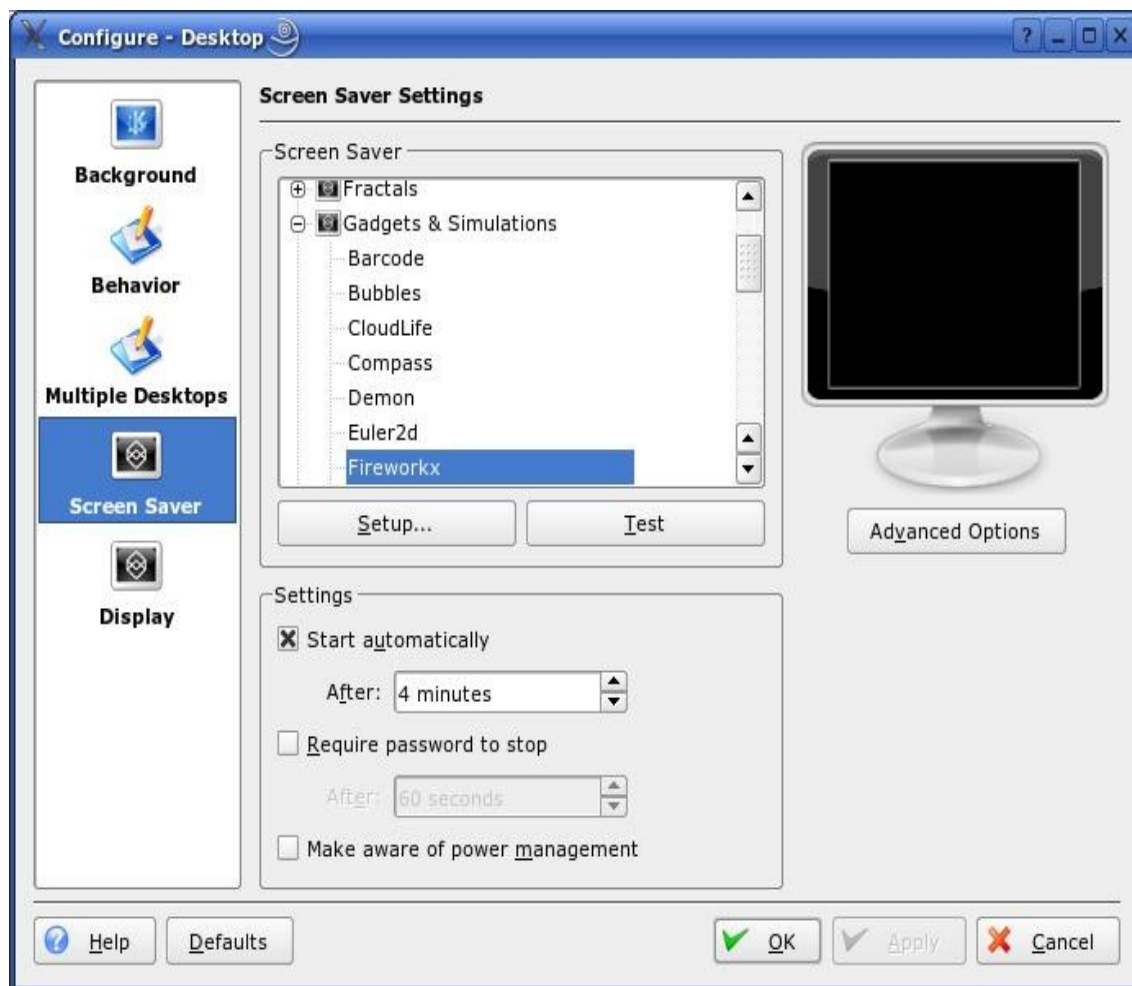 Configure - Desktop
Background
Behavior
Multiple Desktops
Screen Saver
Display
Screen Saver Settings
Screen Saver
Fractals
Gadgets & Simulations
Barcode
Bubbles
CloudLife
Compass
Demon
Euler2d
Fireworkx
Setup...
Test
Advanced Options
Settings
Start automatically
After: 4 minutes
Require password to stop
After: 60 seconds
Make aware of power management
Help
Defaults
OK
Apply
Cancel